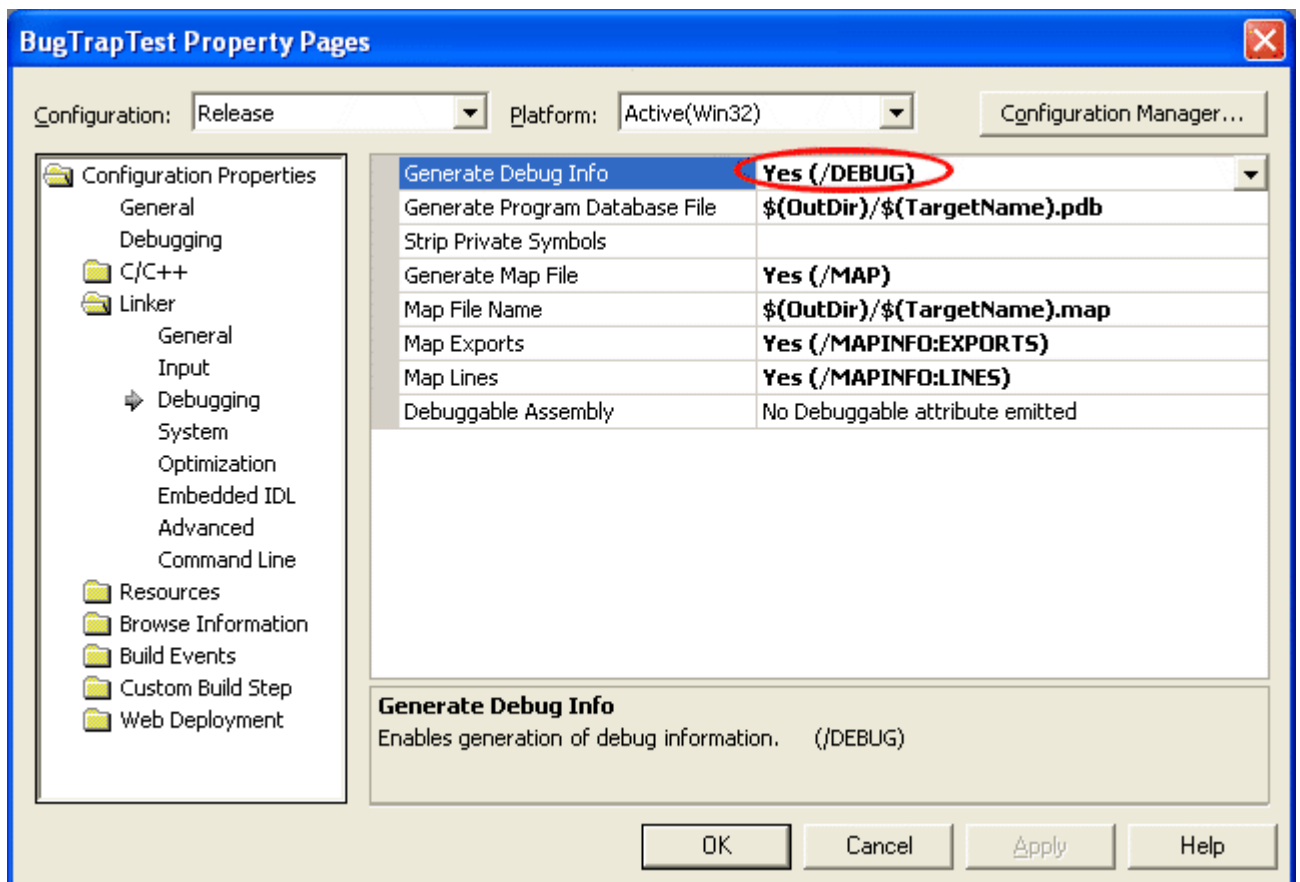 BugTrapTest Property Pages
Configuration: Release Platform: Active(Win32) Configuration Manager...
Configuration Properties
General
Debugging
C/C++
Linker
General
Input
Debugging
System
Optimization
Embedded IDL
Advanced
Command Line
Resources
Browse Information
Build Events
Custom Build Step
Web Deployment
Generate Debug Info Yes (/DEBUG)
Generate Program Database File $(OutDir)/$(TargetName).pdb
Strip Private Symbols
Generate Map File Yes (/MAP)
Map File Name $(OutDir)/$(TargetName).map
Map Exports Yes (/MAPINFO:EXPORTS)
Map Lines Yes (/MAPINFO:LINES)
Debuggable Assembly No Debuggable attribute emitted
Generate Debug Info
Enables generation of debug information. (/DEBUG)
OK Cancel Apply Help